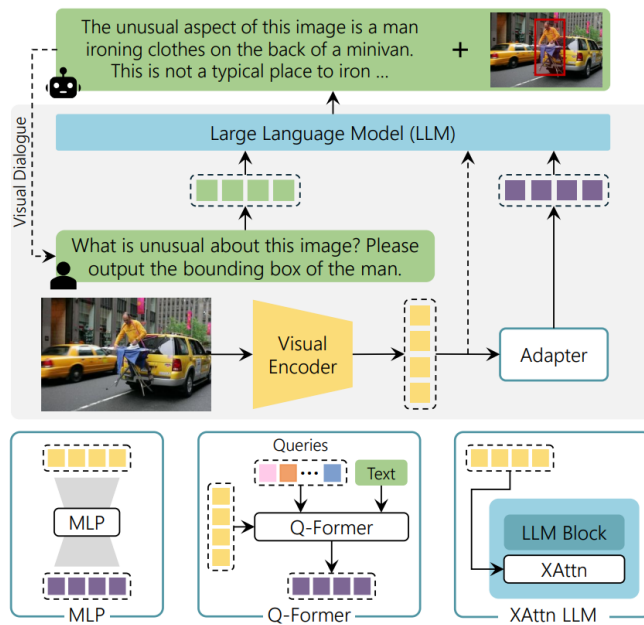 The unusual aspect of this image is a man
ironing clothes on the back of a minivan.
This is not a typical place to iron ...
+
Large Language Model (LLM)
Visual Dialogue
What is unusual about this image? Please
output the bounding box of the man.
Visual
Encoder
Adapter
MLP
MLP
Queries
Text
Q-Former
Q-Former
LLM Block
XAttn
XAttn LLM